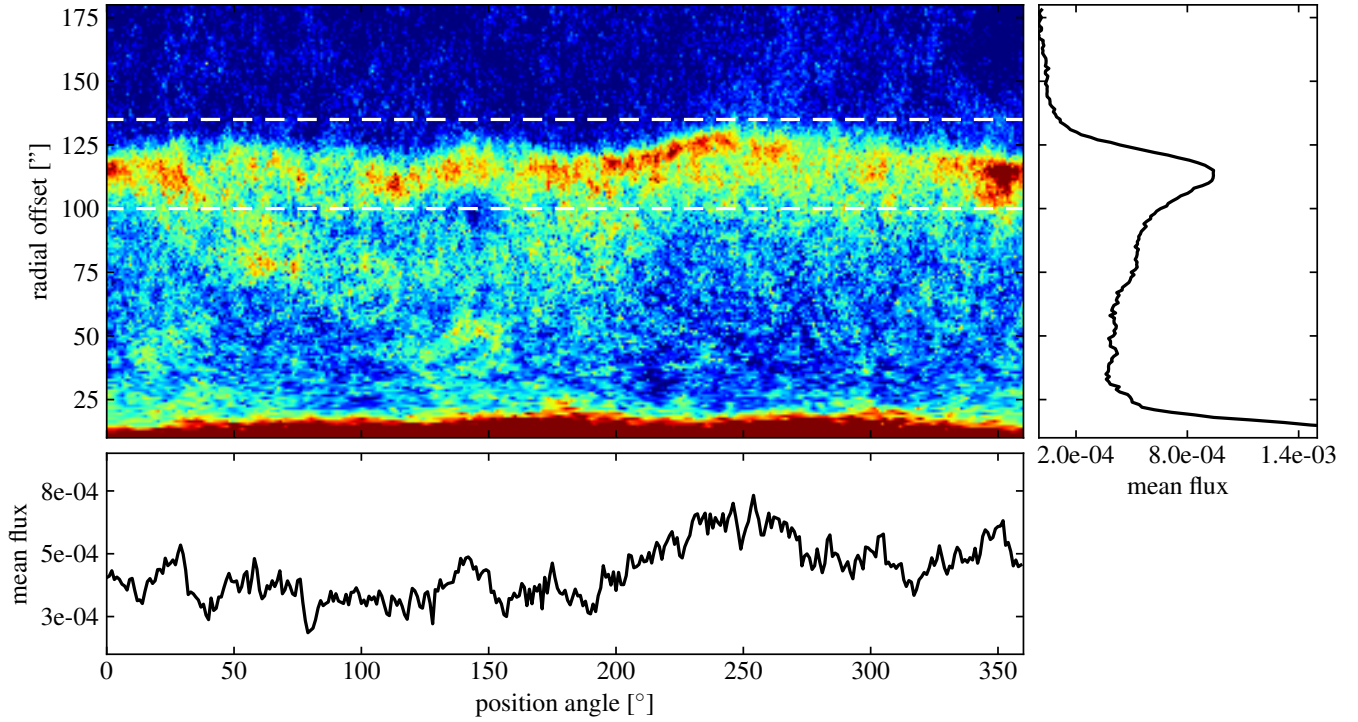 175
150
125
100
75
50
25
radial offset [”]
2.0e-04 8.0e-04 1.4e-03
mean flux
8e-04
5e-04
3e-04
mean flux
0 50 100 150 200 250 300 350
position angle [°]